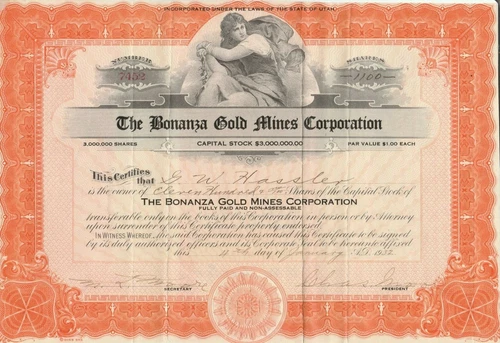 INCORPORATED UNDER THE LAWS OF THE STATE OF UTAH.
NUMBER SHARES
7452 1100
The Bonanza Gold Mines Corporation
3,000,000 SHARES CAPITAL STOCK $3,000,000.00 PAR VALUE $1.00 EACH
This Certifies that G. W. Hassler
is the owner of Eleven Hundred & No Shares of the Capital Stock of
THE BONANZA GOLD MINES CORPORATION
FULLY PAID AND NON-ASSESSABLE
transferable only on the books of this Corporation in person or by Attorney
upon surrender of this Certificate properly endorsed.
IN WITNESS WHEREOF, the said Corporation has caused this Certificate to be signed
by its duly authorized officers and its Corporate Seal to be hereunto affixed
this day of January A.D. 19
SECRETARY PRESIDENT